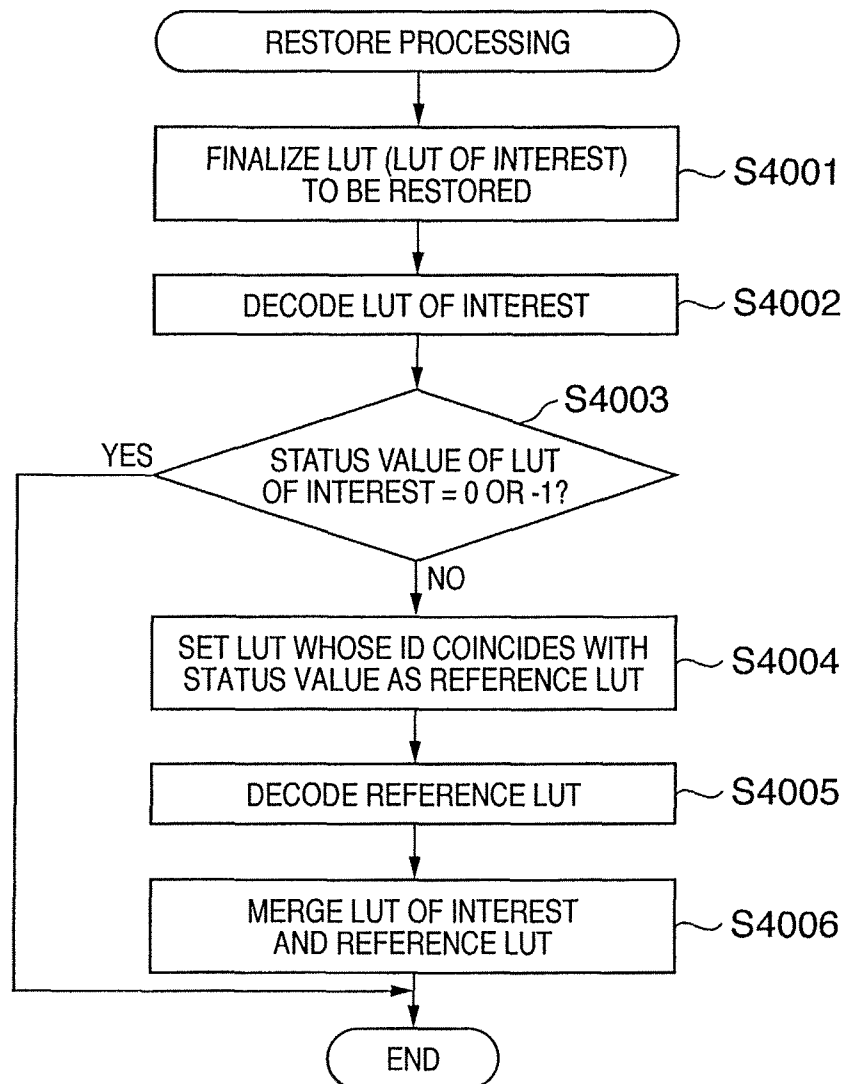 RESTORE PROCESSING
FINALIZE LUT (LUT OF INTEREST)
TO BE RESTORED
S4001
DECODE LUT OF INTEREST
S4002
S4003
YES
STATUS VALUE OF LUT
OF INTEREST = 0 OR -1?
NO
SET LUT WHOSE ID COINCIDES WITH
STATUS VALUE AS REFERENCE LUT
S4004
DECODE REFERENCE LUT
S4005
MERGE LUT OF INTEREST
AND REFERENCE LUT
S4006
END